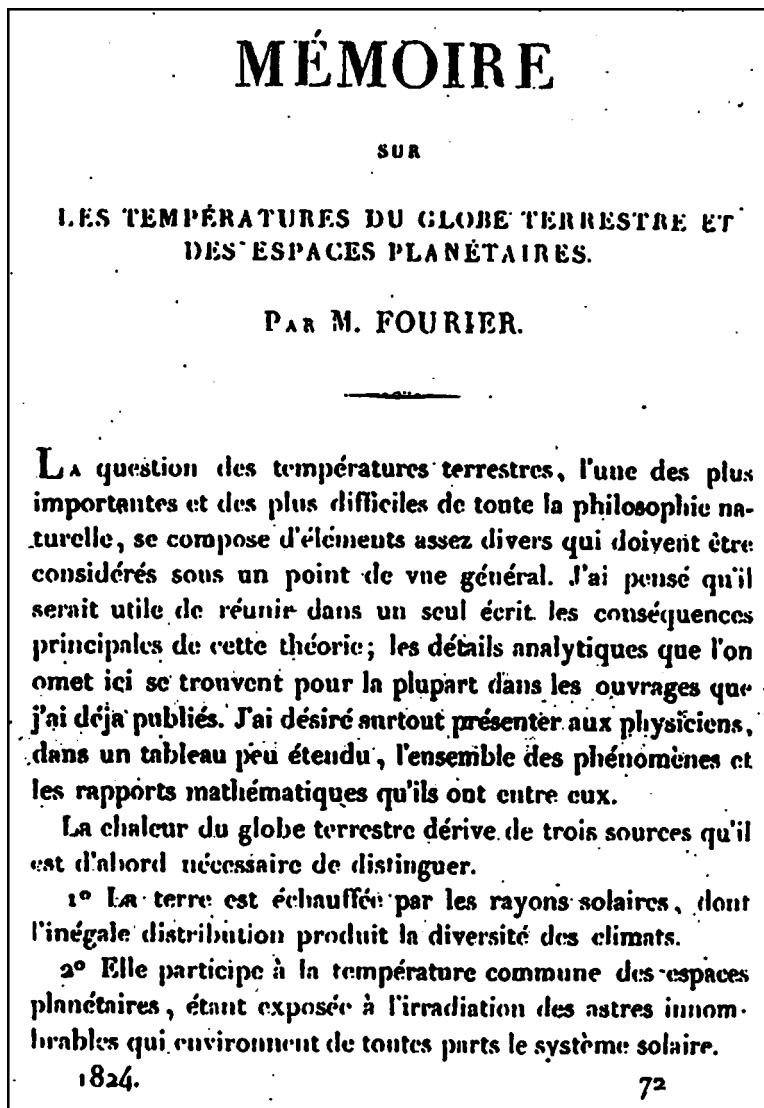 MÉMOIRE
SUR
LES TEMPÉRATURES DU GLOBE TERRESTRE ET
DES ESPACES PLANÉTAIRES.
PAR M. FOURIER.
LA question des températures terrestres, l'une des plus
importantes et des plus difficiles de toute la philosophie na-
turelle, se compose d'élémens assez divers qui doivent être
considérés sous un point de vue général. J'ai pensé qu'il
serait utile de réunir dans un seul écrit les conséquences
principales de cette théorie; les détails analytiques que l'on
omet ici se trouvent pour la plupart dans les ouvrages que
j'ai déja publiés. J'ai désiré surtout présenter aux physiciens,
dans un tableau peu étendu, l'ensemble des phénomènes et
les rapports mathématiques qu'ils ont entre eux.
La chaleur du globe terrestre dérive de trois sources qu'il
est d'abord nécessaire de distinguer.
1º La terre est échauffée par les rayons solaires, dont
l'inégale distribution produit la diversité des climats.
2º Elle participe à la température commune des espaces
planétaires, étant exposée à l'irradiation des astres innom-
brables qui environnent de toutes parts le système solaire.
1824. 72